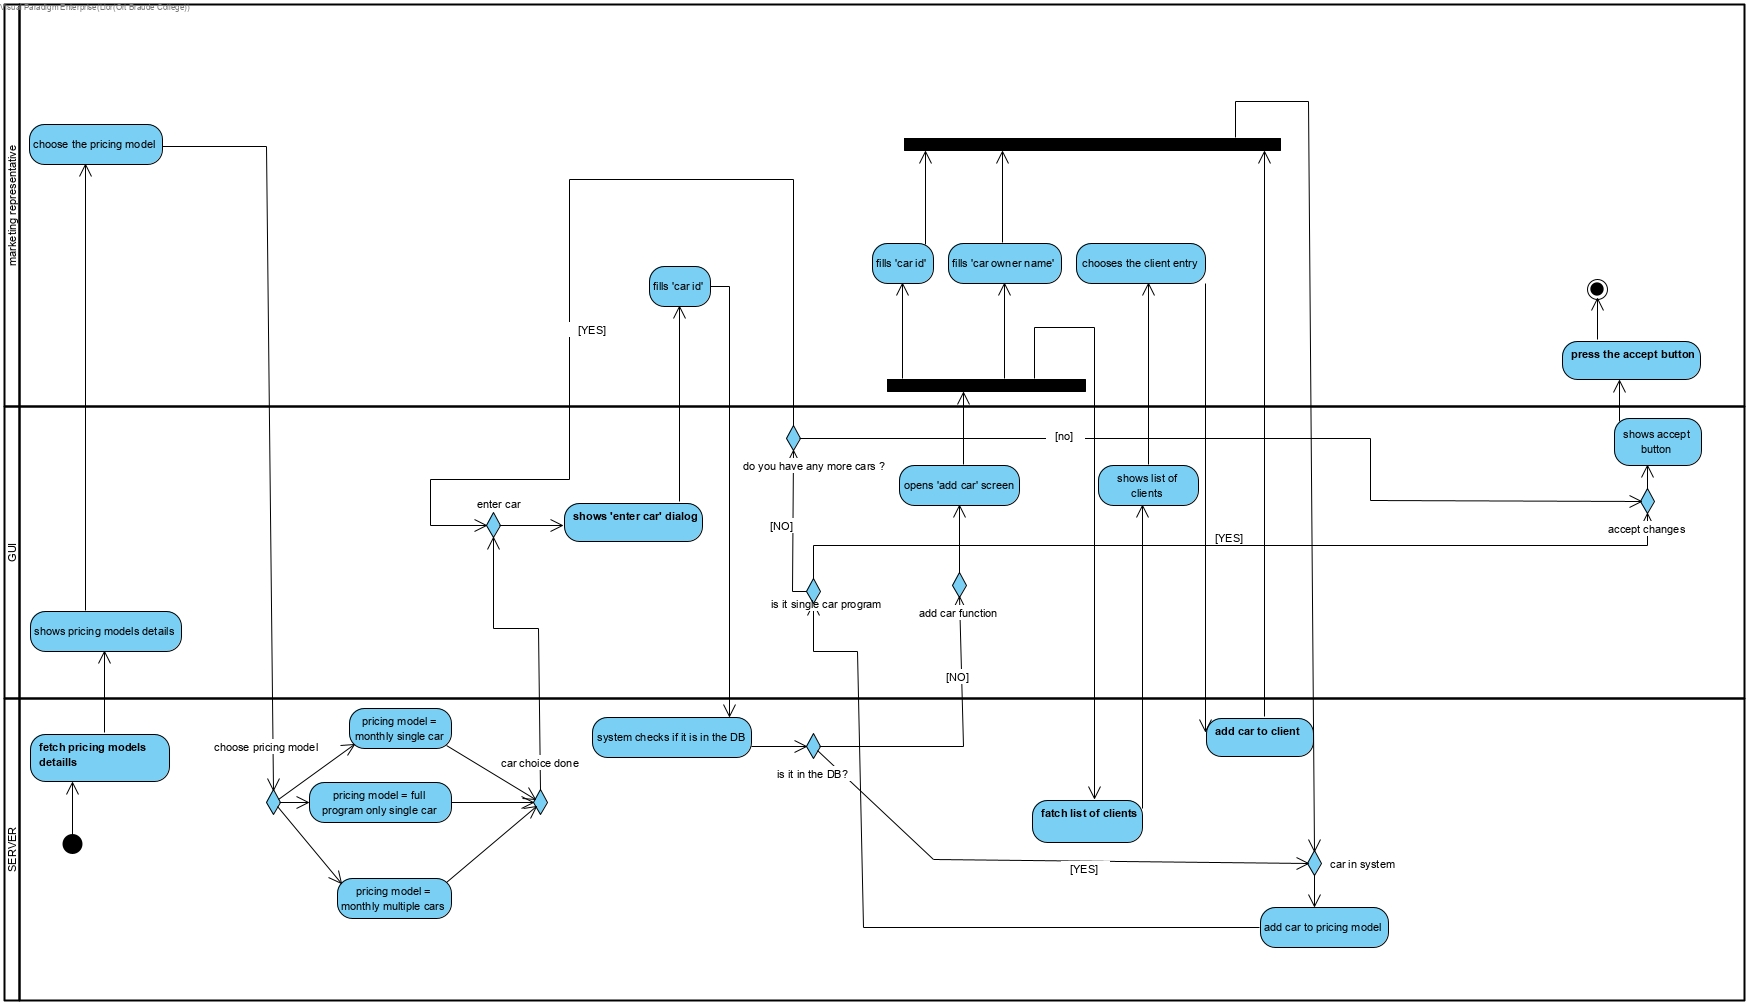 Visual Paradigm Enterprise(Dor(Ort Braude College))
marketing representative
choose the pricing model
fills 'car id'
fills 'car owner name'
chooses the client entry
fills 'car id'
[YES]
press the accept button
GUI
[no]
shows accept
button
do you have any more cars ?
opens 'add car' screen
shows list of
clients
enter car
shows 'enter car' dialog
[NO]
accept changes
[YES]
is it single car program
add car function
shows pricing models details
[NO]
SERVER
pricing model =
monthly single car
fetch pricing models
detaills
choose pricing model
system checks if it is in the DB
add car to client
car choice done
is it in the DB?
pricing model = full
program only single car
fatch list of clients
[YES]
car in system
pricing model =
monthly multiple cars
add car to pricing model